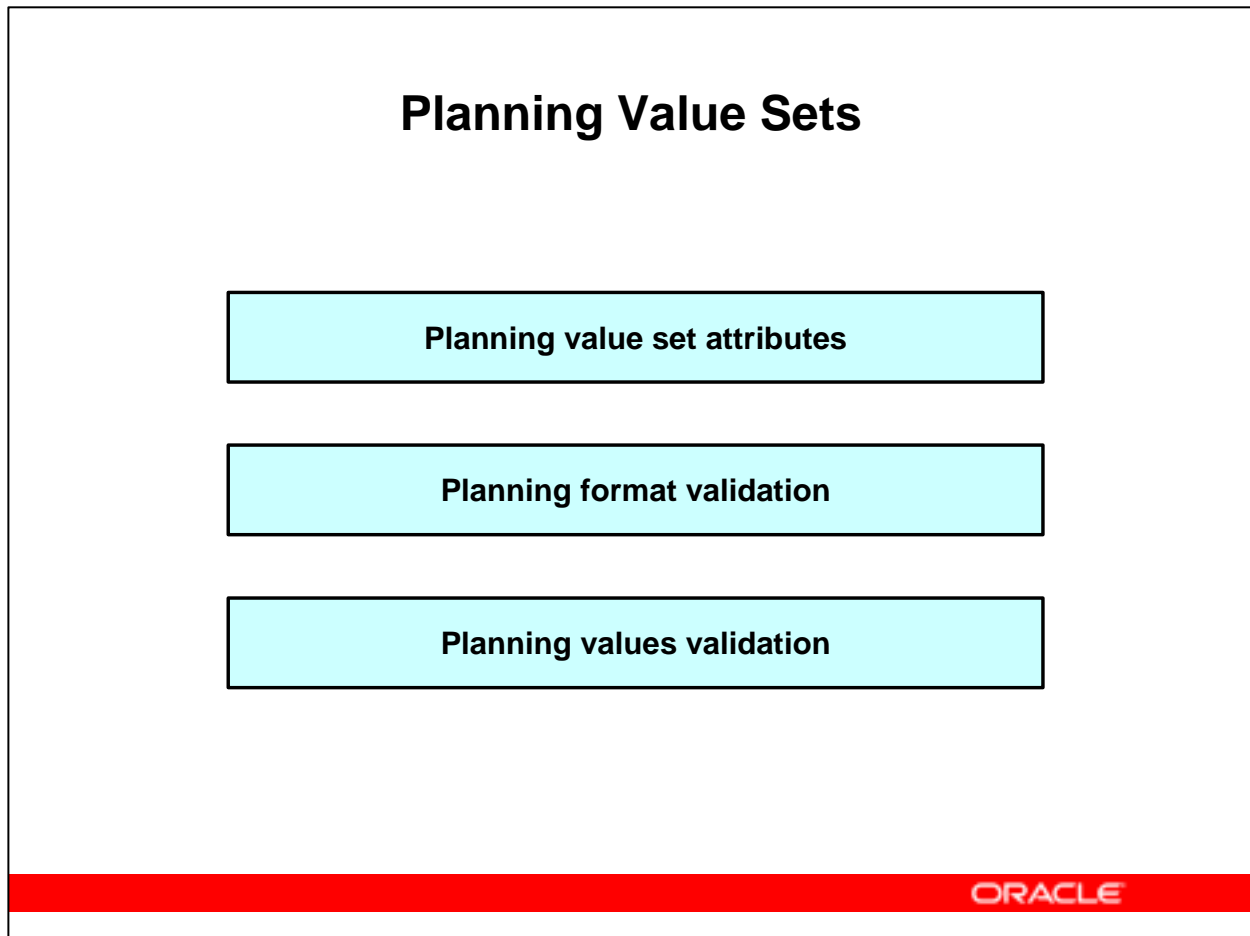 Planning Value Sets
Planning value set attributes
Planning format validation
Planning values validation
ORACLE